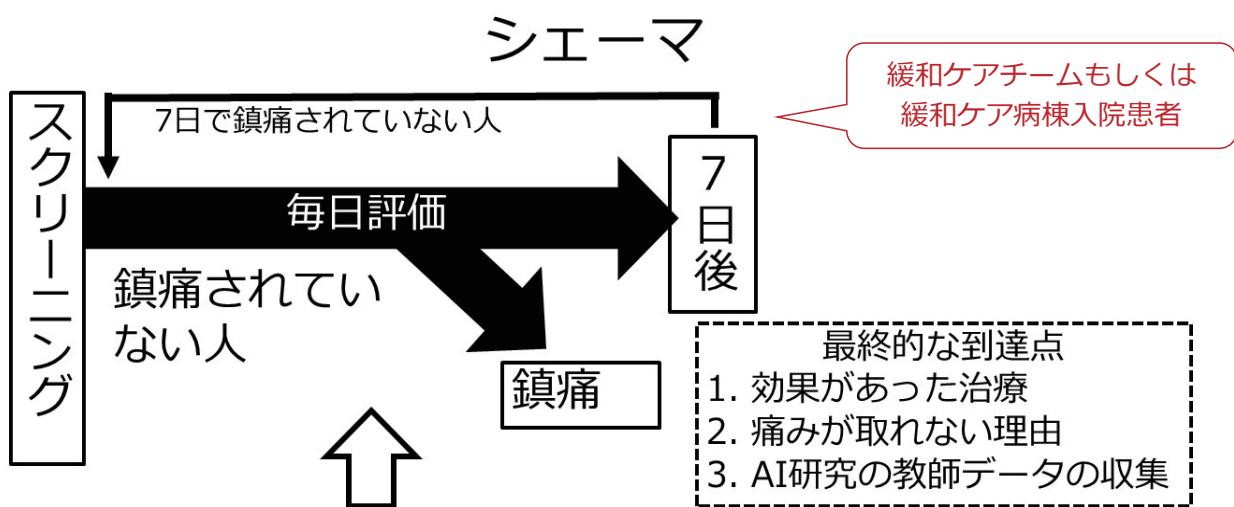 シェーマ
緩和ケアチームもしくは
緩和ケア病棟入院患者
スクリーニング
7日で鎮痛されていない人
毎日評価
7日後
鎮痛されてい
ない人
鎮痛
最終的な到達点
1. 効果があった治療
2. 痛みが取れない理由
3. AI研究の教師データの収集